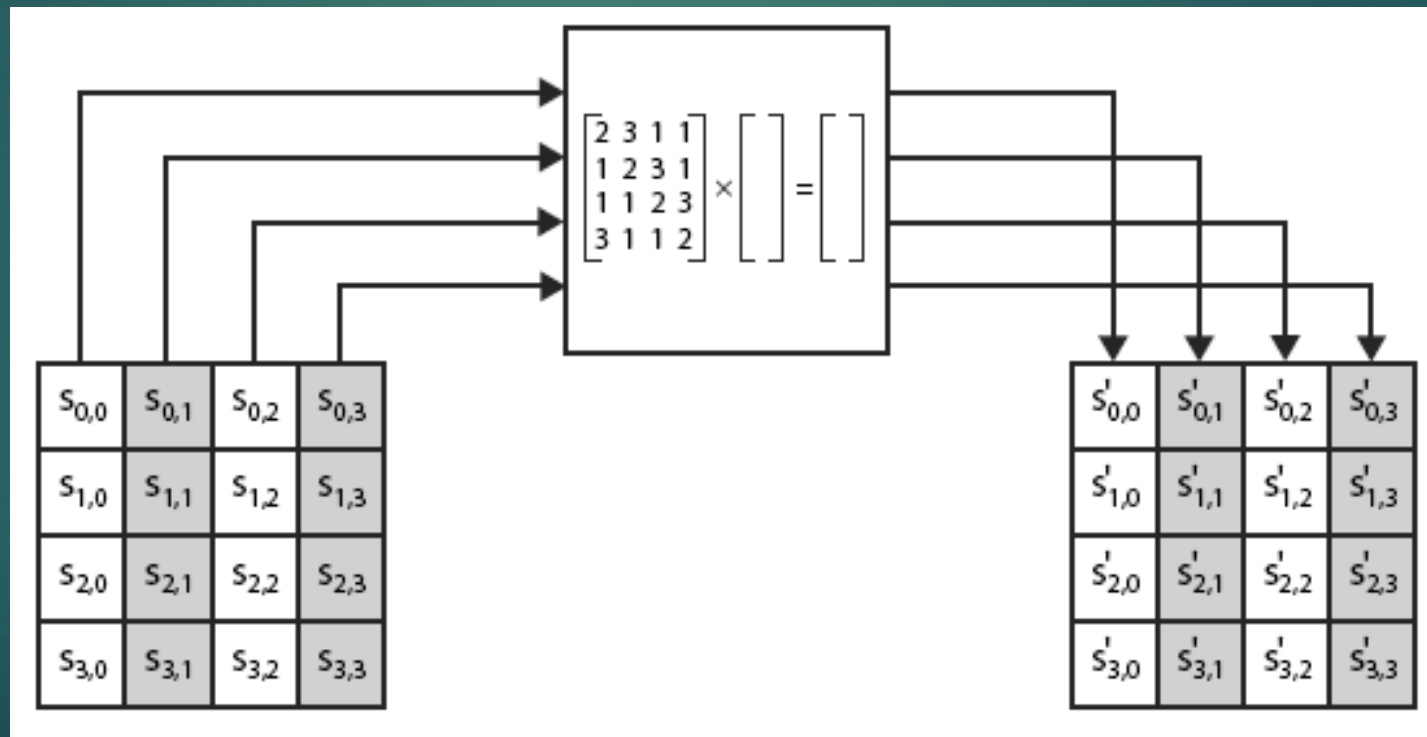 2 3 1 1
1 2 3 1
1 1 2 3
3 1 1 2
× =
S0,0 S0,1 S0,2 S0,3
S1,0 S1,1 S1,2 S1,3
S2,0 S2,1 S2,2 S2,3
S3,0 S3,1 S3,2 S3,3
S'0,0 S'0,1 S'0,2 S'0,3
S'1,0 S'1,1 S'1,2 S'1,3
S'2,0 S'2,1 S'2,2 S'2,3
S'3,0 S'3,1 S'3,2 S'3,3